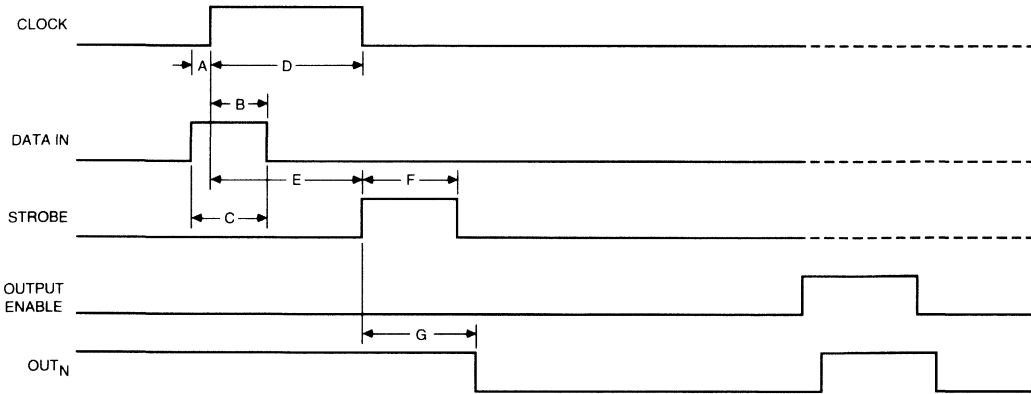 CLOCK
A
D
B
DATA IN
E
F
C
STROBE
OUTPUT
ENABLE
G
OUTN